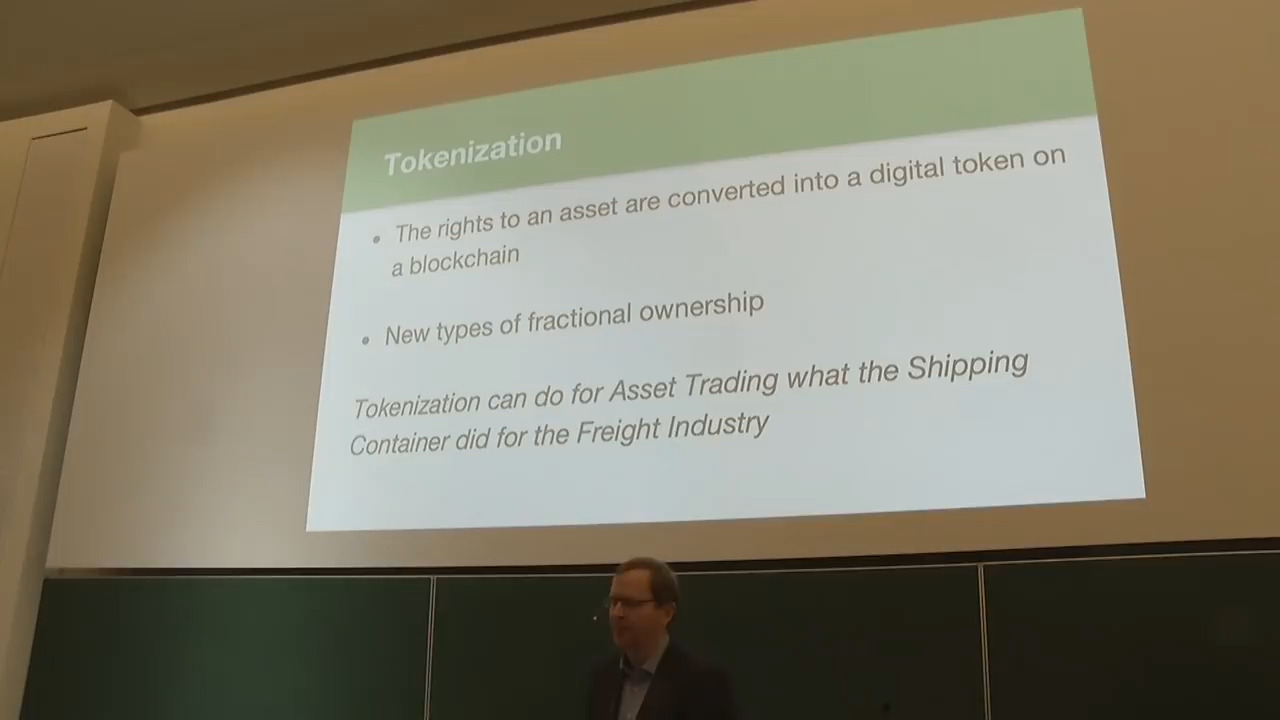 Tokenization
• The rights to an asset are converted into a digital token on
a blockchain
• New types of fractional ownership
Tokenization can do for Asset Trading what the Shipping
Container did for the Freight Industry